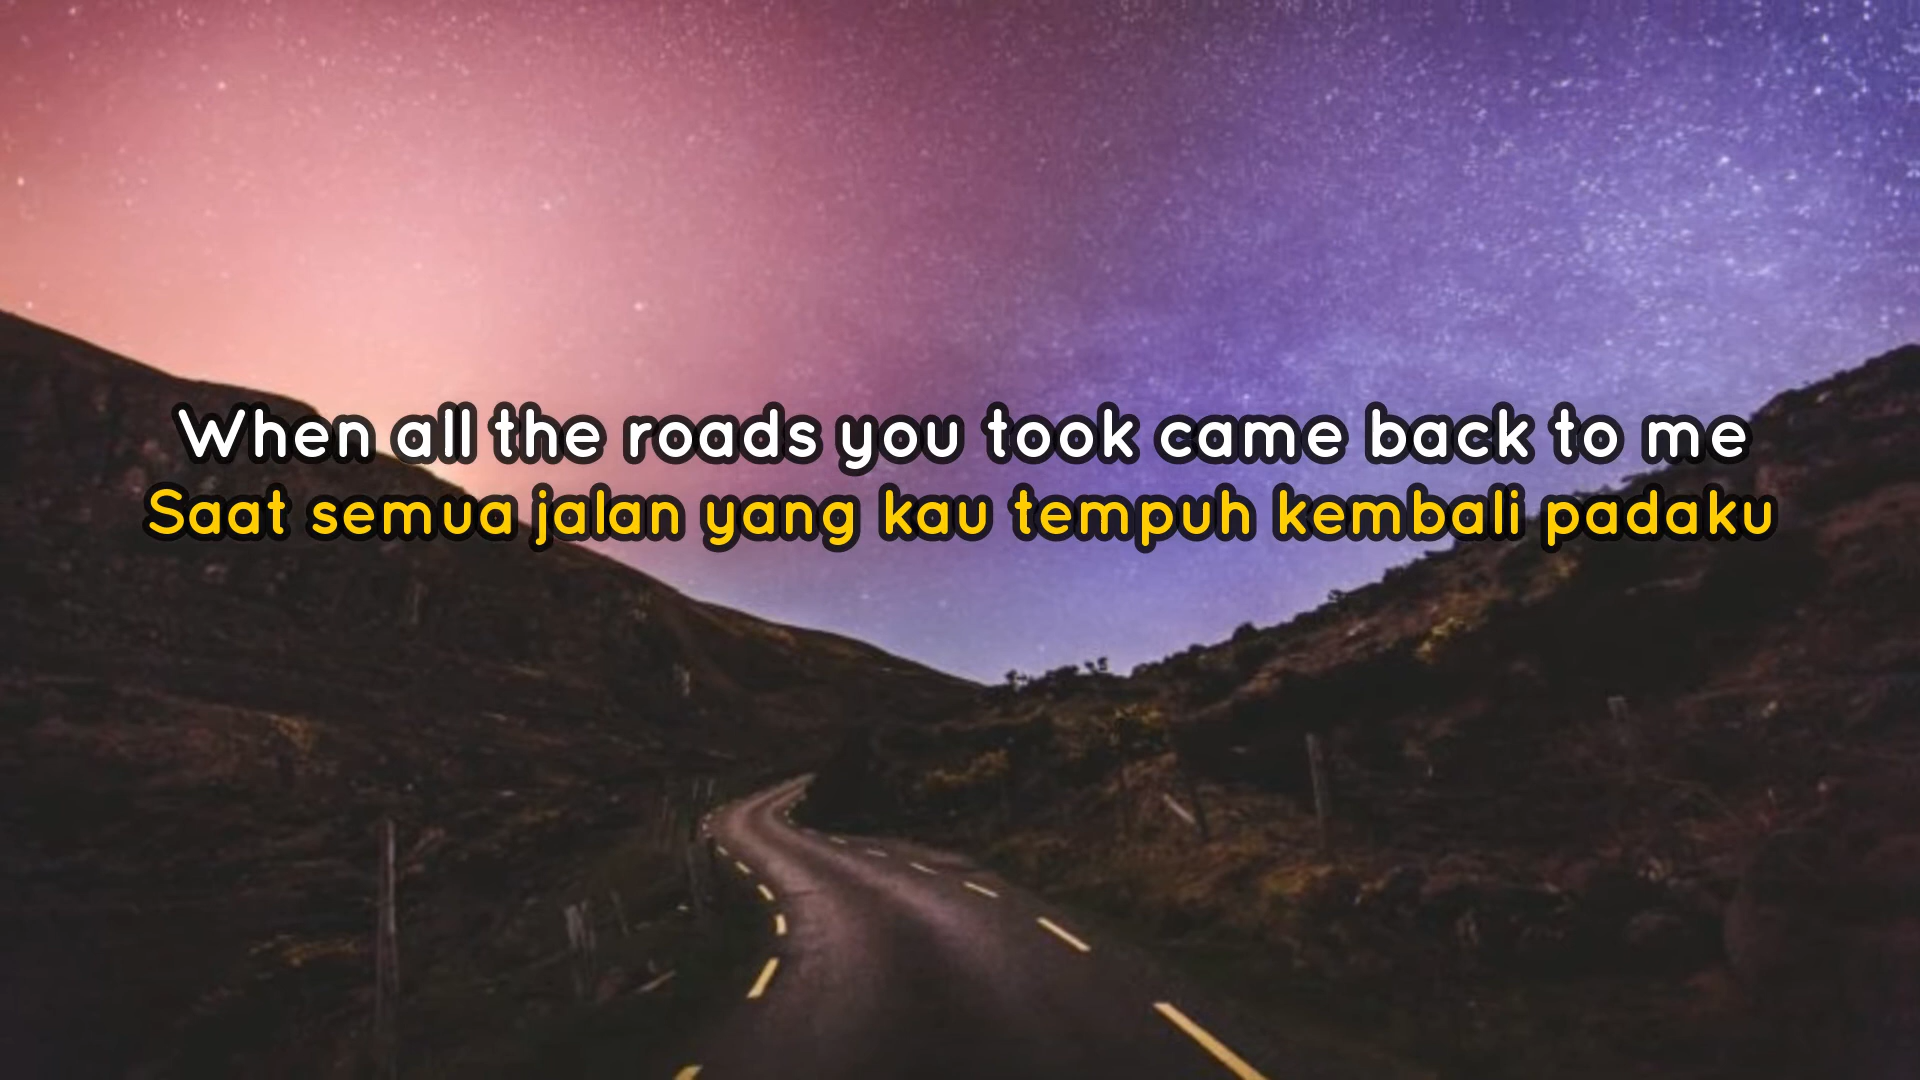 When all the roads you took came back to me
Saat semua jalan yang kau tempuh kembali padaku